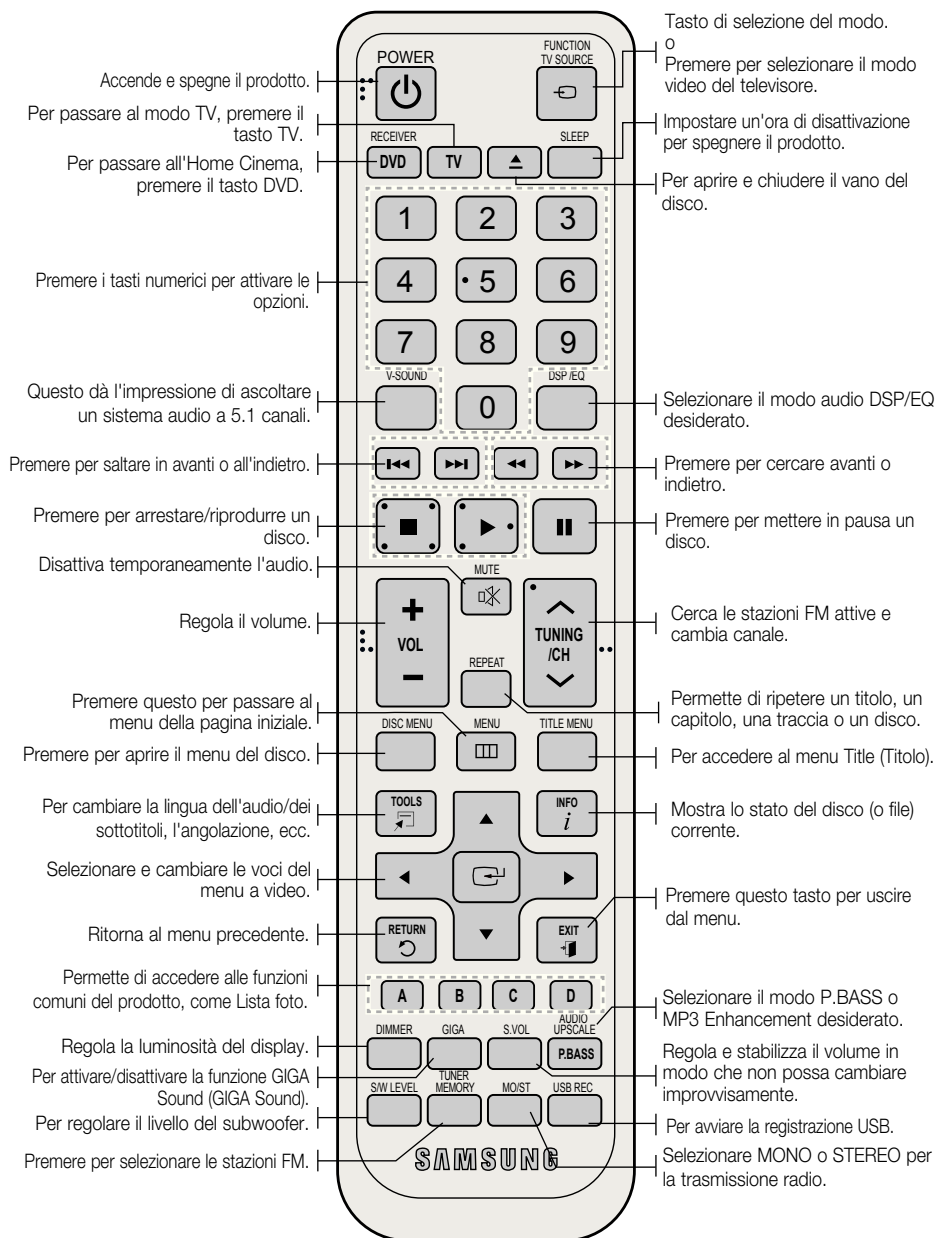 POWER
FUNCTION
TV SOURCE
Tasto di selezione del modo.
o
Premere per selezionare il modo
video del televisore.
Accende e spegne il prodotto.
Per passare al modo TV, premere il
tasto TV.
RECEIVER
SLEEP
Impostare un'ora di disattivazione
per spegnere il prodotto.
Per passare all'Home Cinema,
premere il tasto DVD.
DVD
TV
Per aprire e chiudere il vano del
disco.
1 2 3
Premere i tasti numerici per attivare le
opzioni.
4 5 6
7 8 9
V-SOUND
DSP /EQ
Questo dà l'impressione di ascoltare
un sistema audio a 5.1 canali.
0
Selezionare il modo audio DSP/EQ
desiderato.
Premere per saltare in avanti o all'indietro.
Premere per cercare avanti o
indietro.
Premere per arrestare/riprodurre un
disco.
Premere per mettere in pausa un
disco.
Disattiva temporaneamente l'audio.
MUTE
Regola il volume.
+
VOL
−
TUNING
/CH
Cerca le stazioni FM attive e
cambia canale.
REPEAT
Premere questo per passare al
menu della pagina iniziale.
Permette di ripetere un titolo, un
capitolo, una traccia o un disco.
DISC MENU
MENU
TITLE MENU
Premere per aprire il menu del disco.
Per accedere al menu Title (Titolo).
Per cambiare la lingua dell'audio/dei
sottotitoli, l'angolazione, ecc.
TOOLS
INFO
i
Mostra lo stato del disco (o file)
corrente.
Selezionare e cambiare le voci del
menu a video.
Premere questo tasto per uscire
dal menu.
Ritorna al menu precedente.
RETURN
EXIT
Permette di accedere alle funzioni
comuni del prodotto, come Lista foto.
A B C D
Selezionare il modo P.BASS o
MP3 Enhancement desiderato.
DIMMER
GIGA
S.VOL
AUDIO
UPSCALE
P.BASS
Regola la luminosità del display.
Regola e stabilizza il volume in
modo che non possa cambiare
improvvisamente.
Per attivare/disattivare la funzione GIGA
Sound (GIGA Sound).
S/W LEVEL
TUNER
MEMORY
MO/ST
USB REC
Per regolare il livello del subwoofer.
Per avviare la registrazione USB.
Premere per selezionare le stazioni FM.
SAMSUNG
Selezionare MONO o STEREO per
la trasmissione radio.